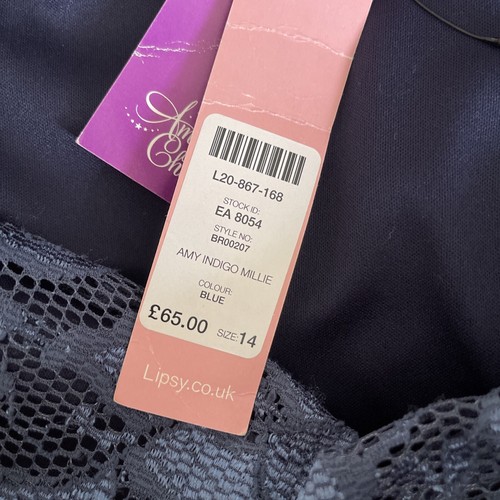 L20-867-168
STOCK ID:
EA 8054
STYLE NO:
BR00207
AMY INDIGO MILLIE
COLOUR:
BLUE
£65.00 SIZE: 14
Lipsy.co.uk